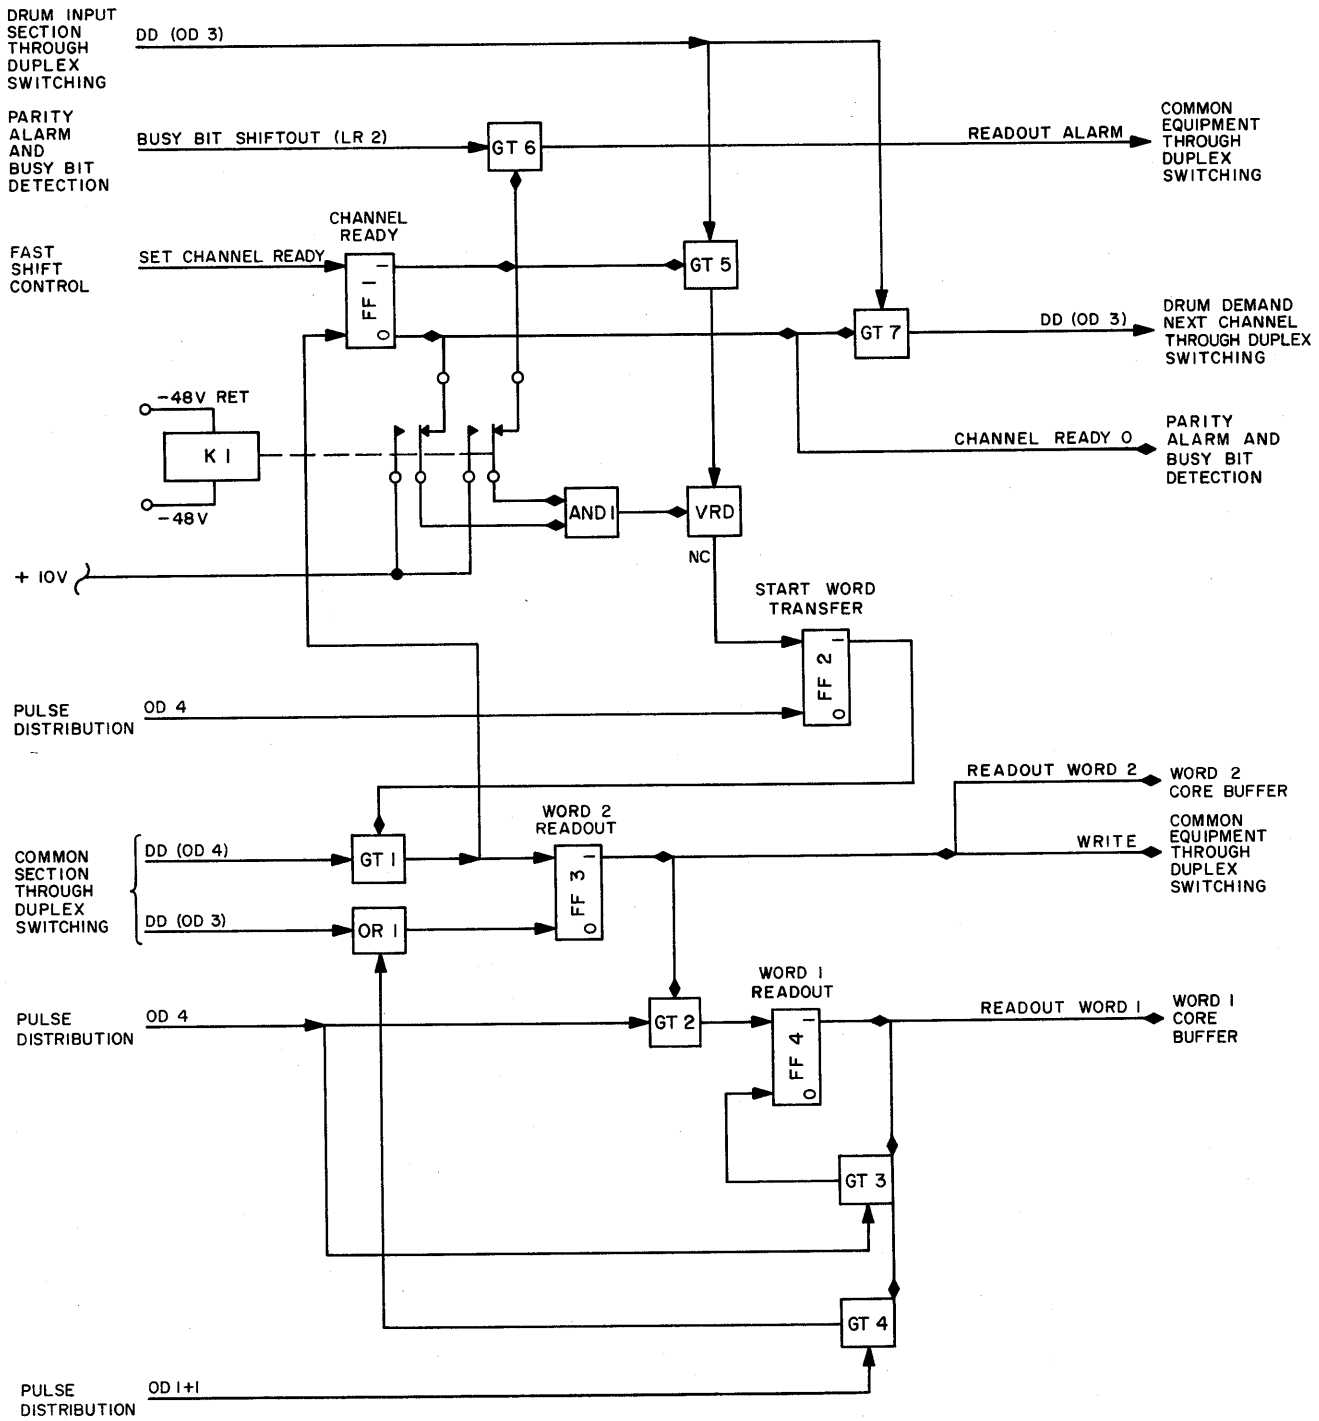 DRUM INPUT
SECTION
THROUGH
DUPLEX
SWITCHING
DD (OD 3)
PARITY
ALARM
AND
BUSY BIT
DETECTION
BUSY BIT SHIFTOUT (LR 2)
GT 6
READOUT ALARM
COMMON
EQUIPMENT
THROUGH
DUPLEX
SWITCHING
CHANNEL
READY
FAST
SHIFT
CONTROL
SET CHANNEL READY
FF 1
1
0
GT 5
GT 7
DD (OD 3)
DRUM DEMAND
NEXT CHANNEL
THROUGH DUPLEX
SWITCHING
-48V RET
K 1
-48V
CHANNEL READY 0
PARITY
ALARM AND
BUSY BIT
DETECTION
AND 1
VRD
NC
+ 10V
START WORD
TRANSFER
FF 2
1
0
PULSE
DISTRIBUTION
OD 4
READOUT WORD 2
WORD 2
CORE BUFFER
WORD 2
READOUT
COMMON
SECTION
THROUGH
DUPLEX
SWITCHING
DD (OD 4)
GT 1
DD (OD 3)
OR 1
FF 3
1
0
WRITE
COMMON
EQUIPMENT
THROUGH
DUPLEX
SWITCHING
PULSE
DISTRIBUTION
OD 4
GT 2
WORD 1
READOUT
FF 4
1
0
READOUT WORD 1
WORD 1
CORE
BUFFER
GT 3
GT 4
PULSE
DISTRIBUTION
OD 1+1